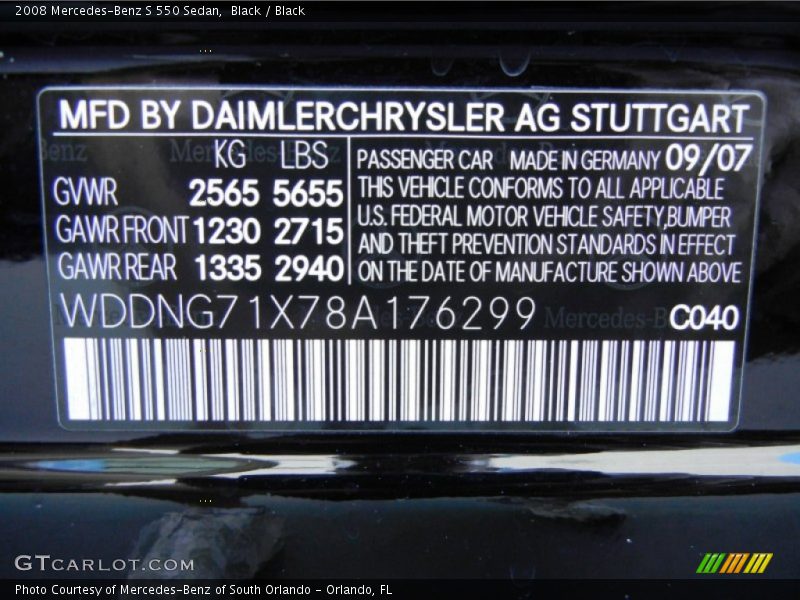 2008 Mercedes-Benz S 550 Sedan,  Black / Black
MFD BY DAIMLERCHRYSLER AG STUTTGART
KG LBS
GVWR 2565 5655
GAWR FRONT 1230 2715
GAWR REAR 1335 2940
PASSENGER CAR MADE IN GERMANY 09/07
THIS VEHICLE CONFORMS TO ALL APPLICABLE
U.S. FEDERAL MOTOR VEHICLE SAFETY,BUMPER
AND THEFT PREVENTION STANDARDS IN EFFECT
ON THE DATE OF MANUFACTURE SHOWN ABOVE
WDDNG71X78A176299 C040
GTCARLOT.COM
Photo Courtesy of Mercedes-Benz of South Orlando - Orlando, FL